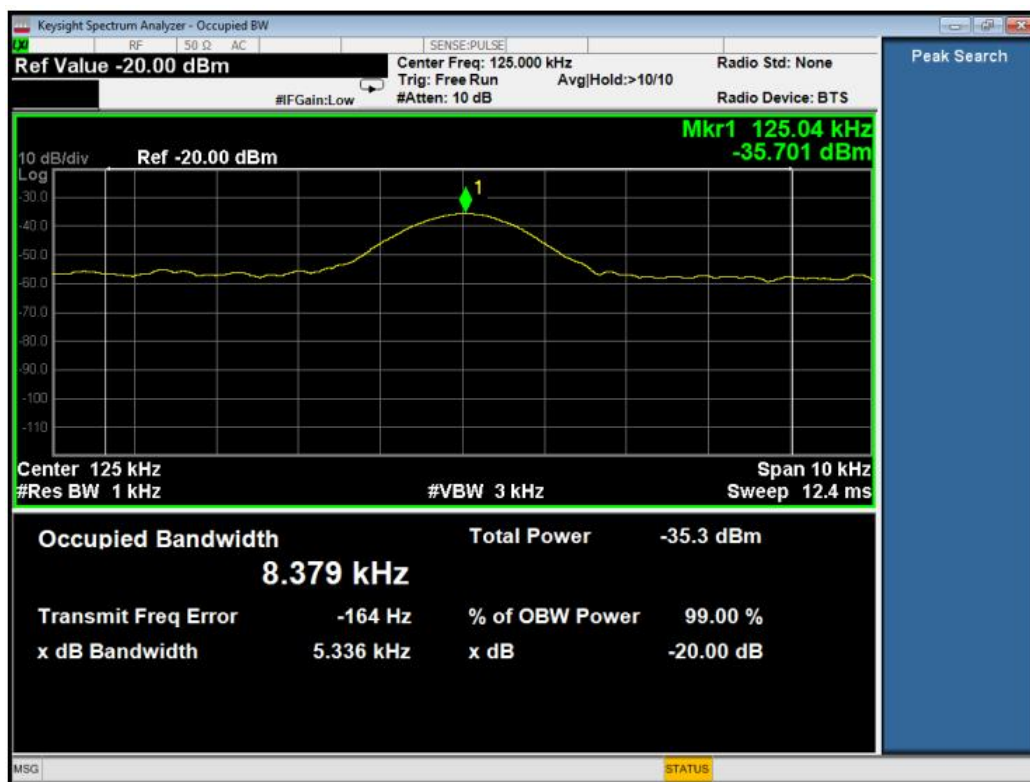 Keysight Spectrum Analyzer - Occupied BW
LXI RF 50 Ω AC SENSE:PULSE
Ref Value -20.00 dBm Center Freq: 125.000 kHz Radio Std: None
Trig: Free Run Avg|Hold:>10/10
#IFGain:Low #Atten: 10 dB Radio Device: BTS
Peak Search
Mkr1 125.04 kHz
10 dB/div Ref -20.00 dBm -35.701 dBm
Log
1
-30.0
-40.0
-50.0
-60.0
-70.0
-80.0
-90.0
-100
-110
Center 125 kHz Span 10 kHz
#Res BW 1 kHz #VBW 3 kHz Sweep 12.4 ms
Occupied Bandwidth Total Power -35.3 dBm
8.379 kHz
Transmit Freq Error -164 Hz % of OBW Power 99.00 %
x dB Bandwidth 5.336 kHz x dB -20.00 dB
MSG STATUS